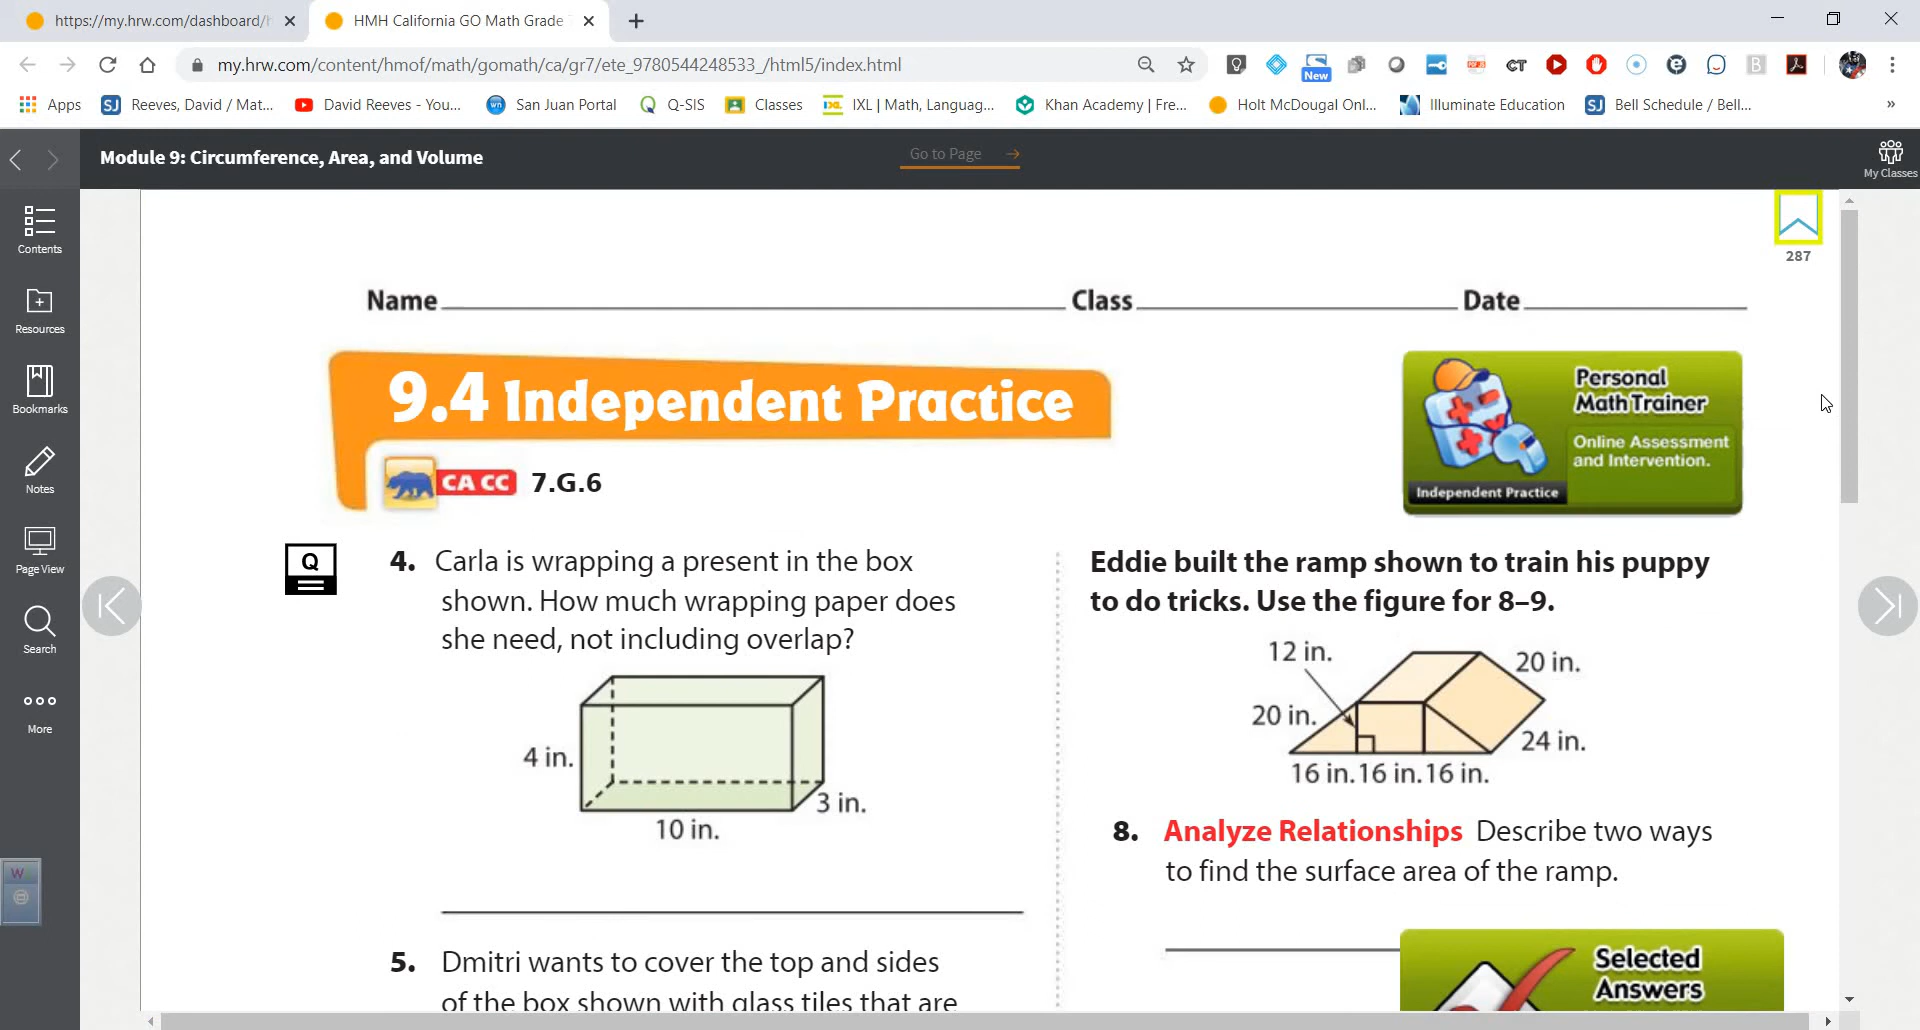 https://my.hrw.com/dashboard/h
HMH California GO Math Grade
my.hrw.com/content/hmof/math/gomath/ca/gr7/ete_9780544248533_/html5/index.html
New
Apps
Reeves, David / Mat...
David Reeves - You...
San Juan Portal
Q-SIS
Classes
IXL | Math, Languag...
Khan Academy | Fre...
Holt McDougal Onl...
Illuminate Education
Bell Schedule / Bell...
»
Module 9: Circumference, Area, and Volume
Go to Page
My Classes
Contents
Resources
Bookmarks
Notes
Page View
Search
More
287
Name
Class
Date
9.4 Independent Practice
CA CC 7.G.6
Personal
Math Trainer
Online Assessment
and Intervention.
Independent Practice
Q
4. Carla is wrapping a present in the box
shown. How much wrapping paper does
she need, not including overlap?
4 in.
3 in.
10 in.
5. Dmitri wants to cover the top and sides
of the box shown with glass tiles that are
Eddie built the ramp shown to train his puppy
to do tricks. Use the figure for 8–9.
12 in.
20 in.
20 in.
24 in.
16 in. 16 in. 16 in.
8. Analyze Relationships Describe two ways
to find the surface area of the ramp.
Selected
Answers